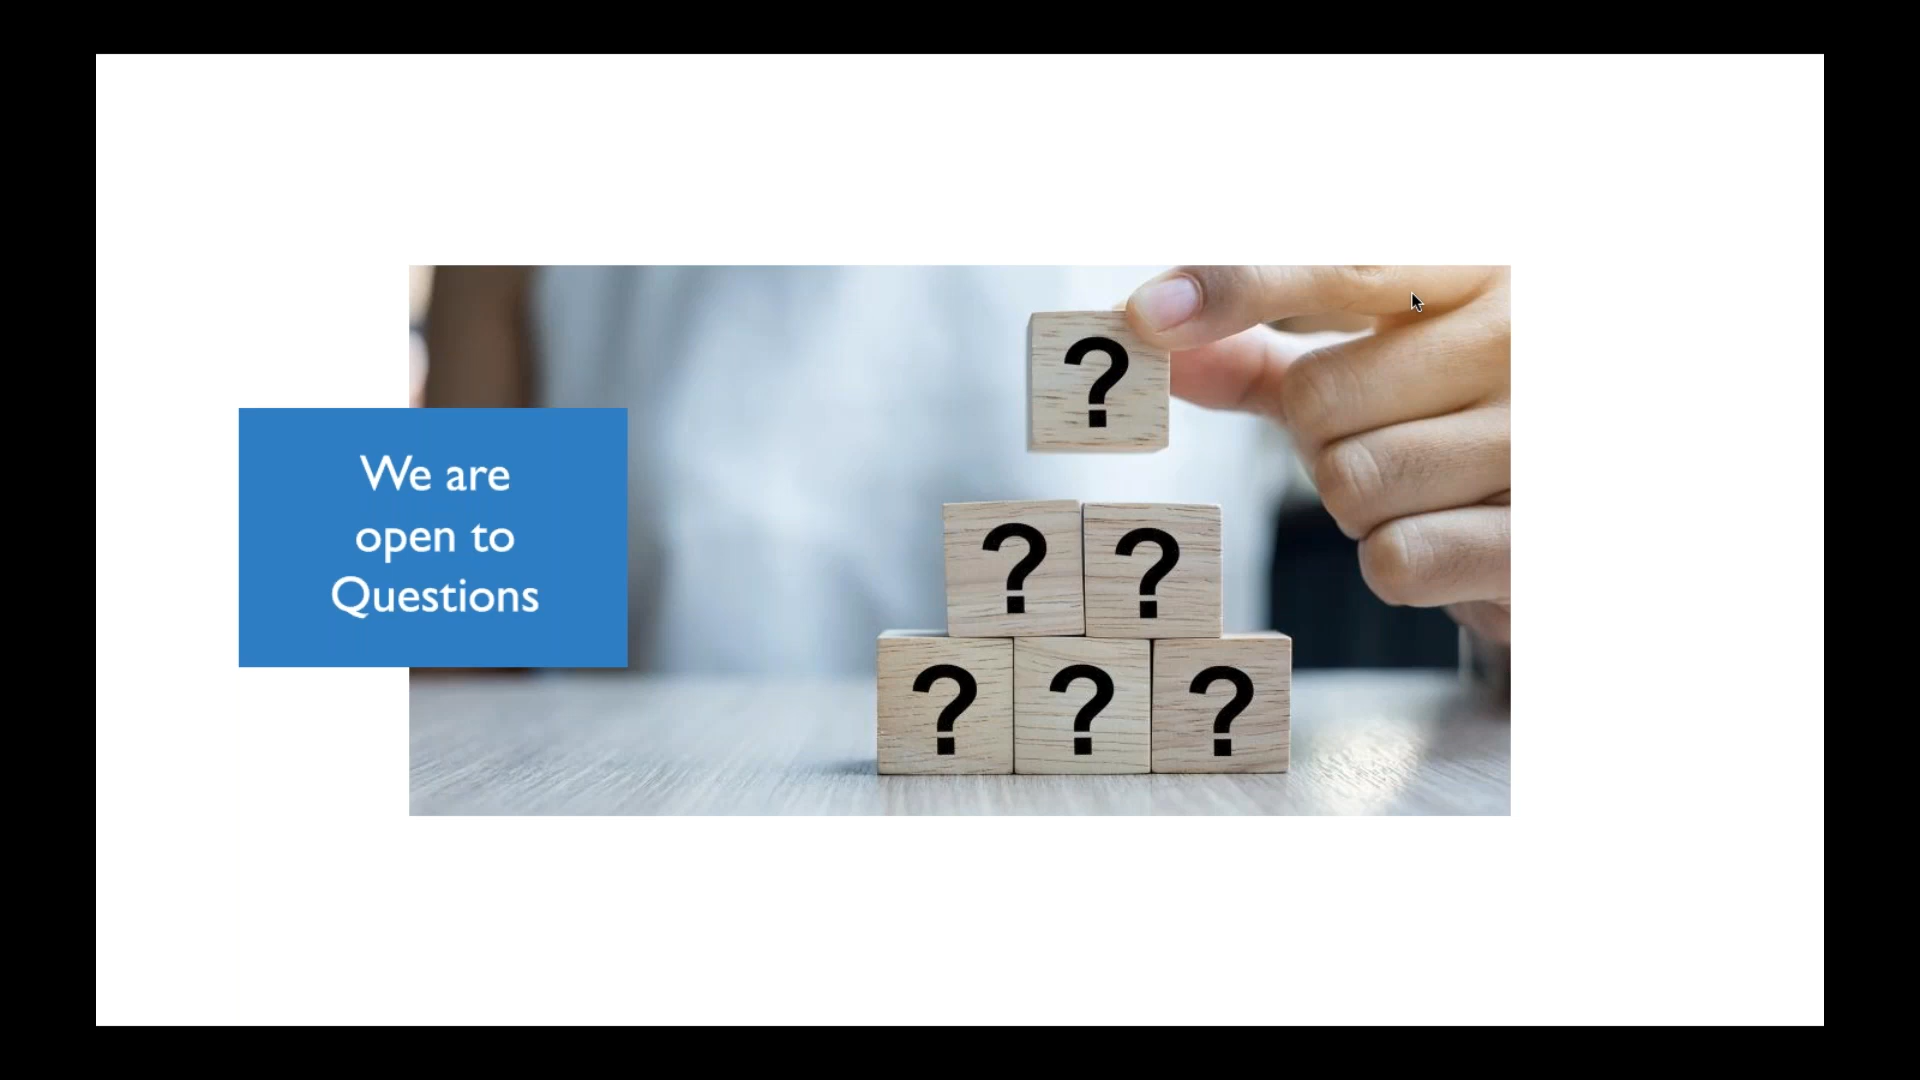 We are
open to
Questions
?
? ?
? ? ?